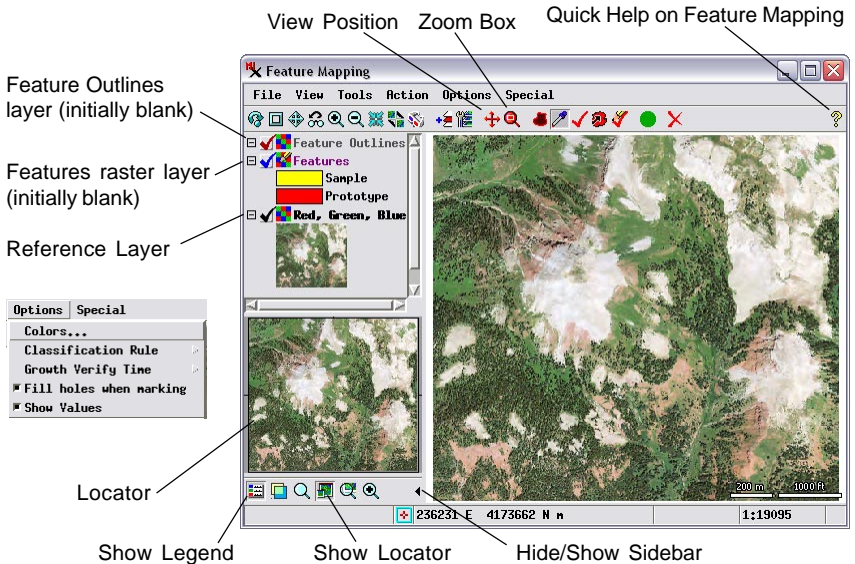 View Position
Zoom Box
Quick Help on Feature Mapping
Feature Outlines
layer (initially blank)
Features raster layer
(initially blank)
Reference Layer
Feature Mapping
File View Tools Action Options Special
Feature Outlines
Features
Sample
Prototype
Red, Green, Blue
Options Special
Colors...
Classification Rule
Growth Verify Time
Fill holes when marking
Show Values
200 m
1000 ft
236231 E 4173662 N m
1:19095
Locator
Show Legend
Show Locator
Hide/Show Sidebar